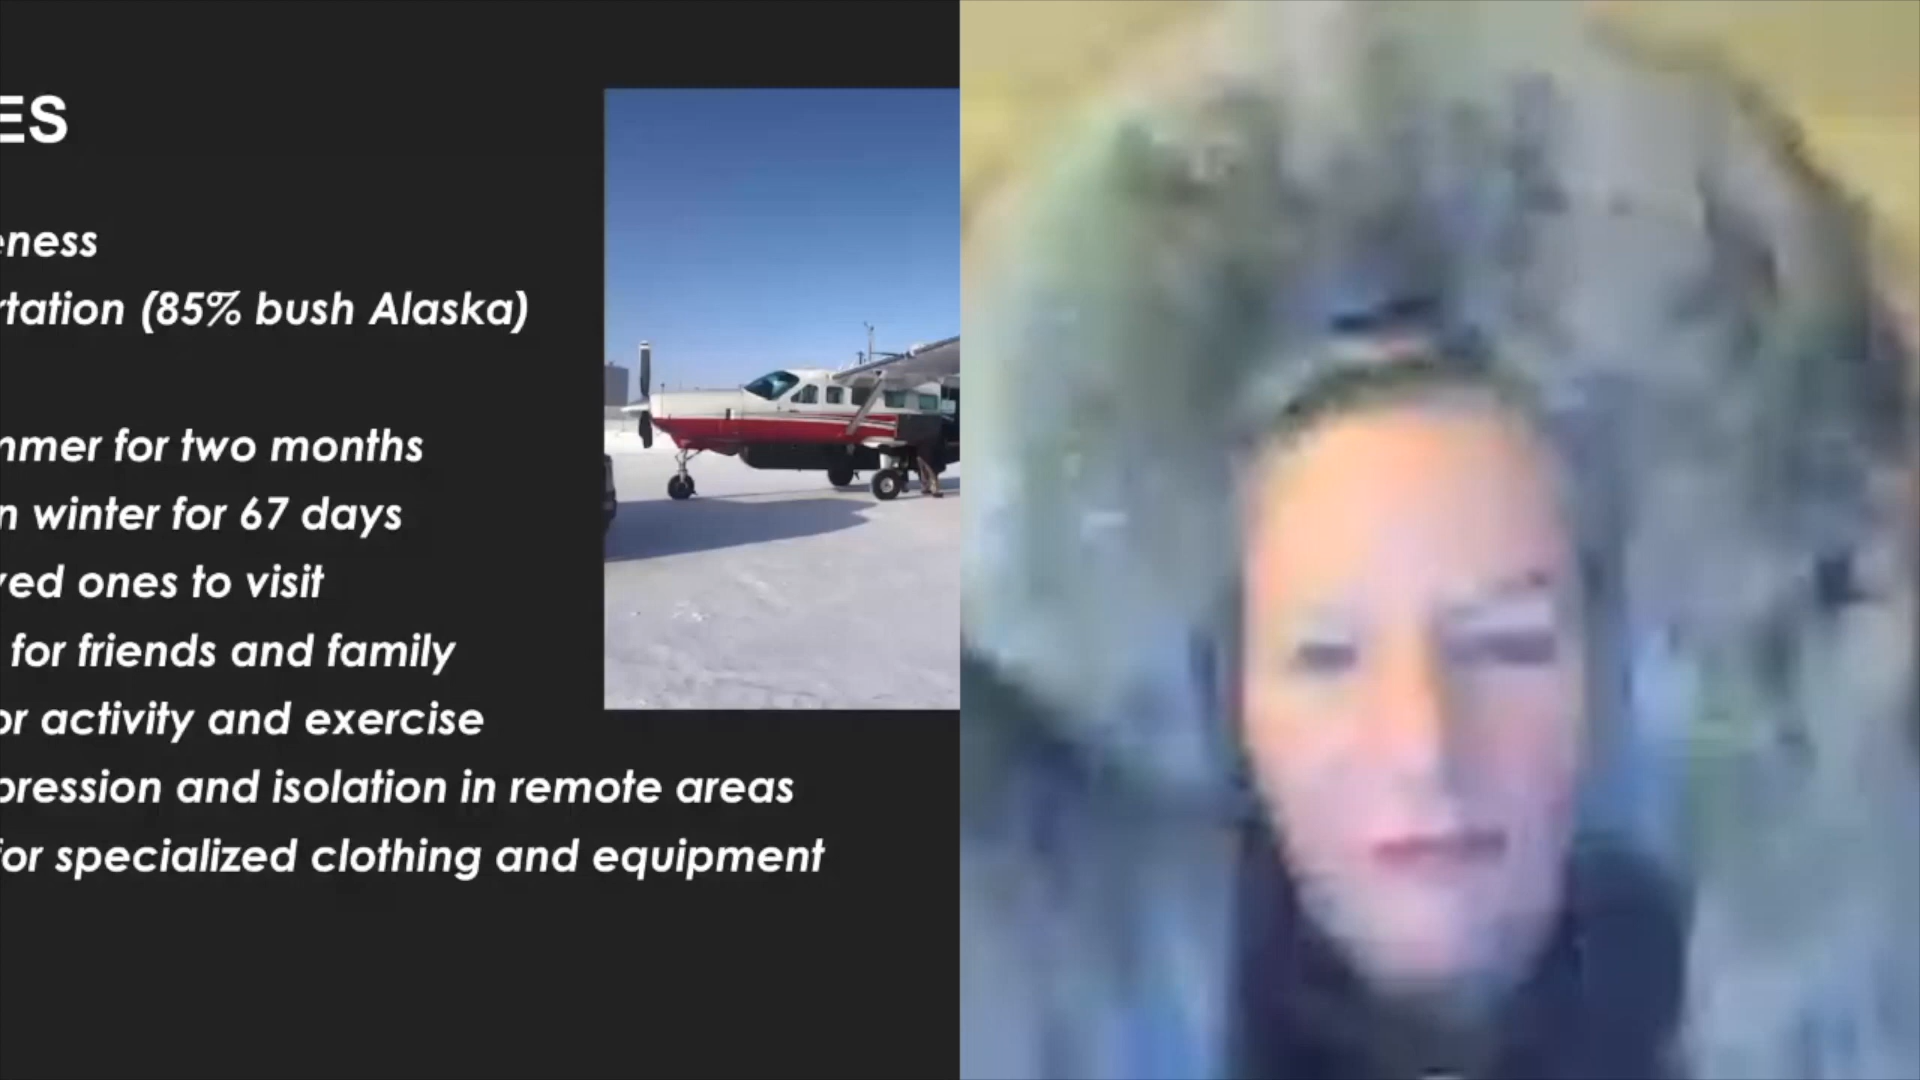 ES
eness
rtation (85% bush Alaska)
nmer for two months
n winter for 67 days
ved ones to visit
for friends and family
or activity and exercise
pression and isolation in remote areas
for specialized clothing and equipment